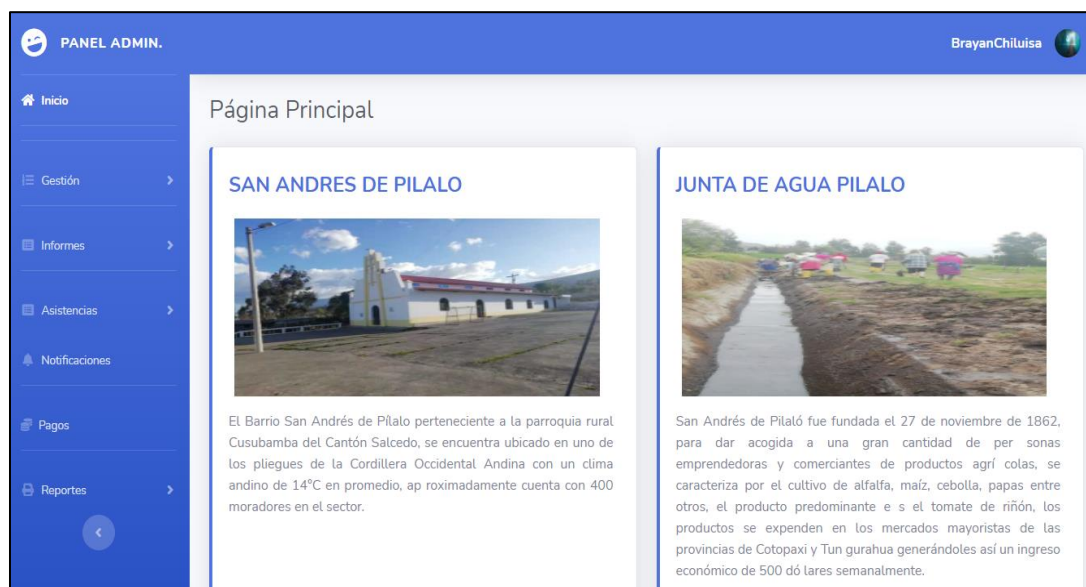 PANEL ADMIN.
BrayanChiluisa
Inicio
Gestión
Informes
Asistencias
Notificaciones
Pagos
Reportes
Página Principal
SAN ANDRES DE PILALO
El Barrio San Andrés de Pílalo perteneciente a la parroquia rural
Cusubamba del Cantón Salcedo, se encuentra ubicado en uno de
los pliegues de la Cordillera Occidental Andina con un clima
andino de 14°C en promedio, ap roximadamente cuenta con 400
moradores en el sector.
JUNTA DE AGUA PILALO
San Andrés de Pilaló fue fundada el 27 de noviembre de 1862,
para dar acogida a una gran cantidad de per sonas
emprendedoras y comerciantes de productos agrí colas, se
caracteriza por el cultivo de alfalfa, maíz, cebolla, papas entre
otros, el producto predominante e s el tomate de riñón, los
productos se expenden en los mercados mayoristas de las
provincias de Cotopaxi y Tun gurahua generándoles así un ingreso
económico de 500 dó lares semanalmente.